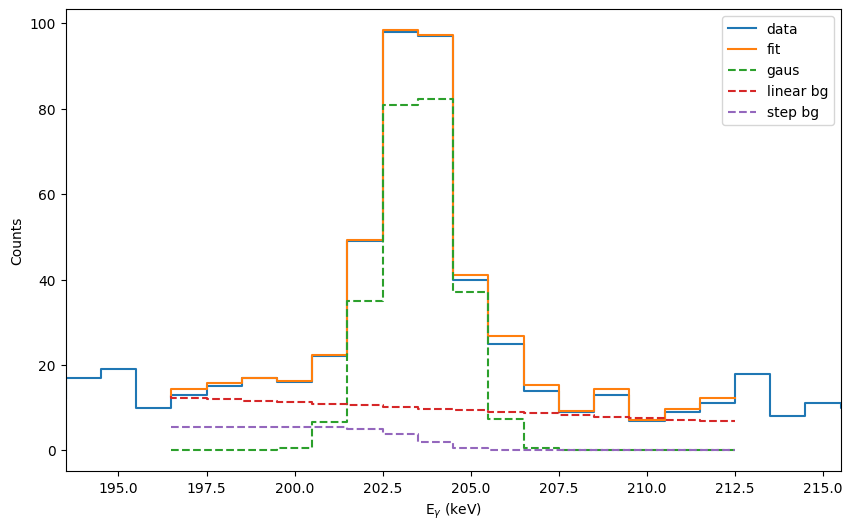 100
80
60
40
20
0
Counts
195.0 197.5 200.0 202.5 205.0 207.5 210.0 212.5 215.0
Eγ (keV)
data
fit
gaus
linear bg
step bg